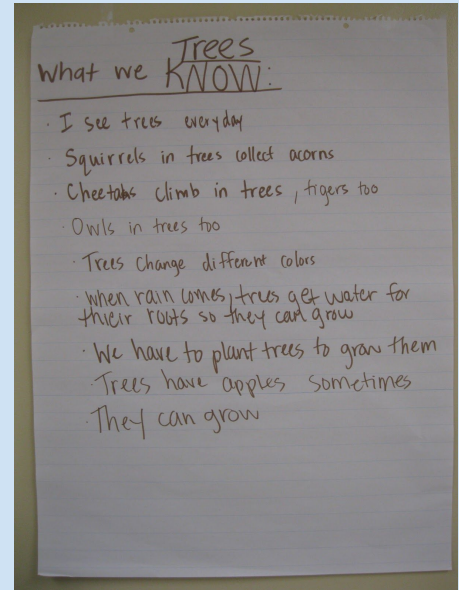 Trees
What we KNOW:
· I see trees everyday
· Squirrels in trees collect acorns
· Cheetahs climb in trees, tigers too
· Owls in trees too
· Trees Change different colors
· when rain comes, trees get water for
thier roots so they can grow
· We have to plant trees to grow them
· Trees have apples sometimes
· They can grow